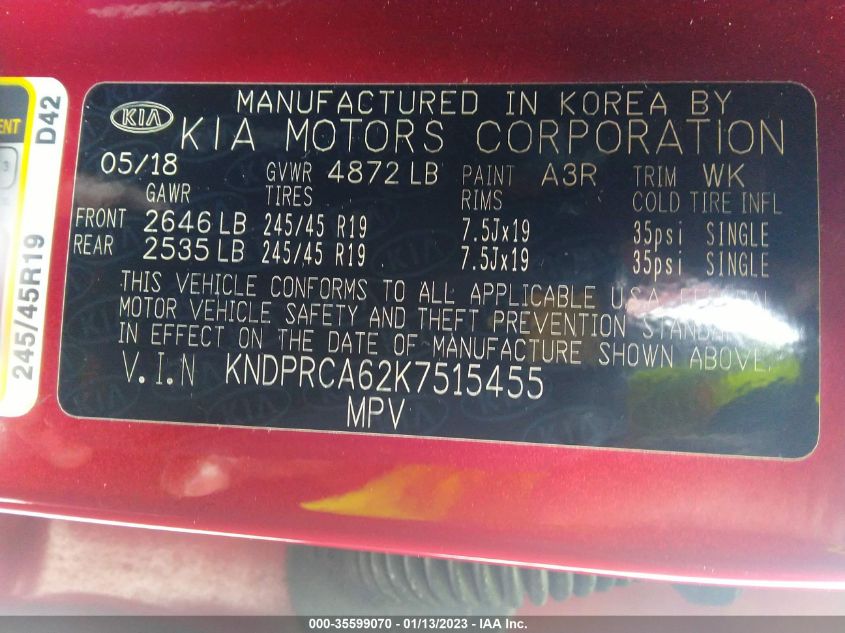 KIA
MANUFACTURED IN KOREA BY
KIA MOTORS CORPORATION
05/18 GVWR 4872 LB PAINT A3R TRIM WK
GAWR TIRES RIMS COLD TIRE INFL
FRONT 2646 LB 245/45 R19 7.5Jx19 35psi SINGLE
REAR 2535 LB 245/45 R19 7.5Jx19 35psi SINGLE
THIS VEHICLE CONFORMS TO ALL APPLICABLE U.S.A.
MOTOR VEHICLE SAFETY AND THEFT PREVENTION
IN EFFECT ON THE DATE OF MANUFACTURE SHOWN ABOVE.
V.I.N KNDPRCA62K7515455
MPV
245/45R19 D42
000-35599070 - 01/13/2023 - IAA Inc.